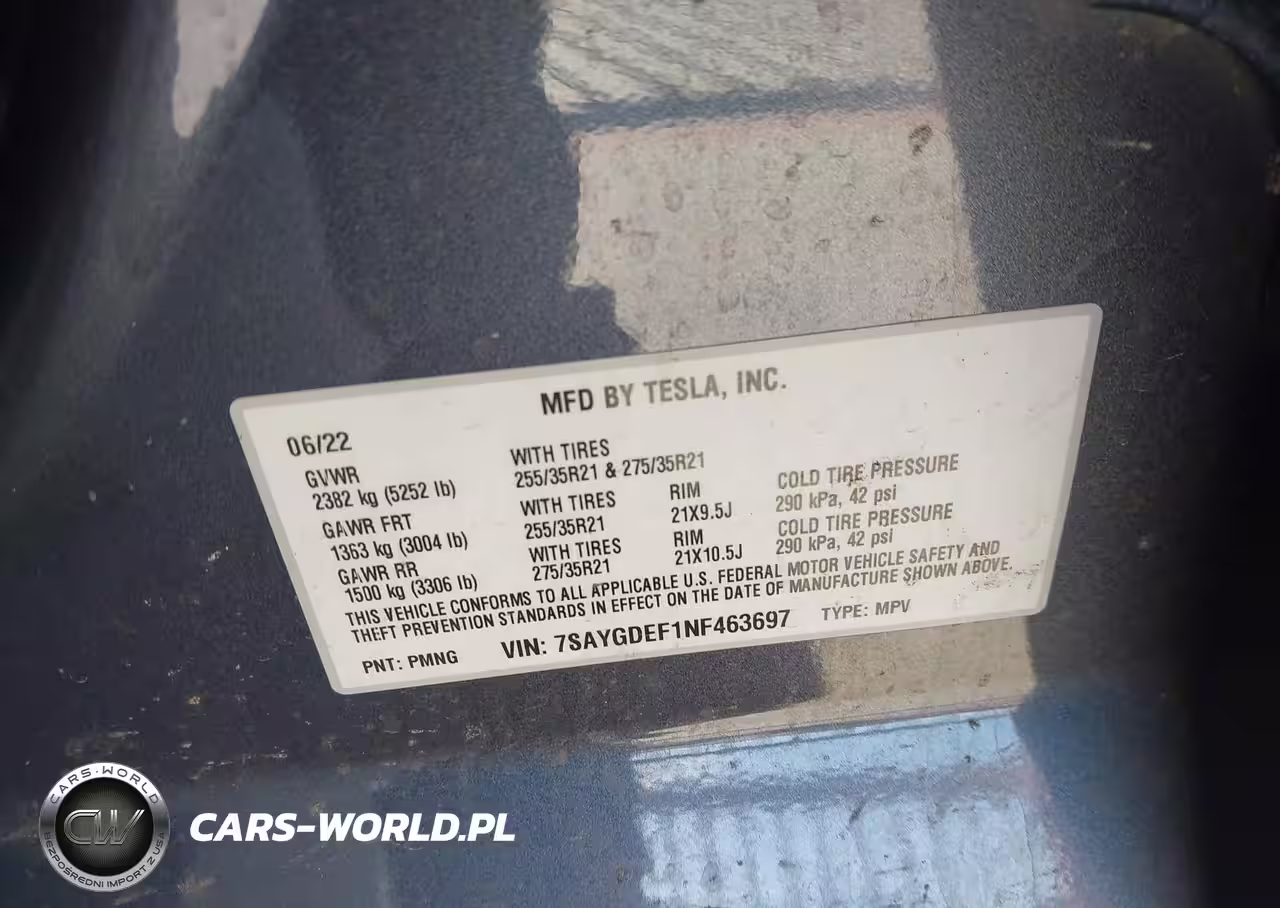 MFD BY TESLA, INC.
06/22
GVWR
2382 kg (5252 lb)
WITH TIRES
255/35R21 & 275/35R21
GAWR FRT
1363 kg (3004 lb)
WITH TIRES
255/35R21
RIM
21X9.5J
COLD TIRE PRESSURE
290 kPa, 42 psi
GAWR RR
1500 kg (3306 lb)
WITH TIRES
275/35R21
RIM
21X10.5J
COLD TIRE PRESSURE
290 kPa, 42 psi
THIS VEHICLE CONFORMS TO ALL APPLICABLE U.S. FEDERAL MOTOR VEHICLE SAFETY AND
THEFT PREVENTION STANDARDS IN EFFECT ON THE DATE OF MANUFACTURE SHOWN ABOVE.
PNT: PMNG VIN: 7SAYGDEF1NF463697 TYPE: MPV
CARS-WORLD
CW
BEZPOŚREDNI IMPORT Z USA
CARS-WORLD.PL